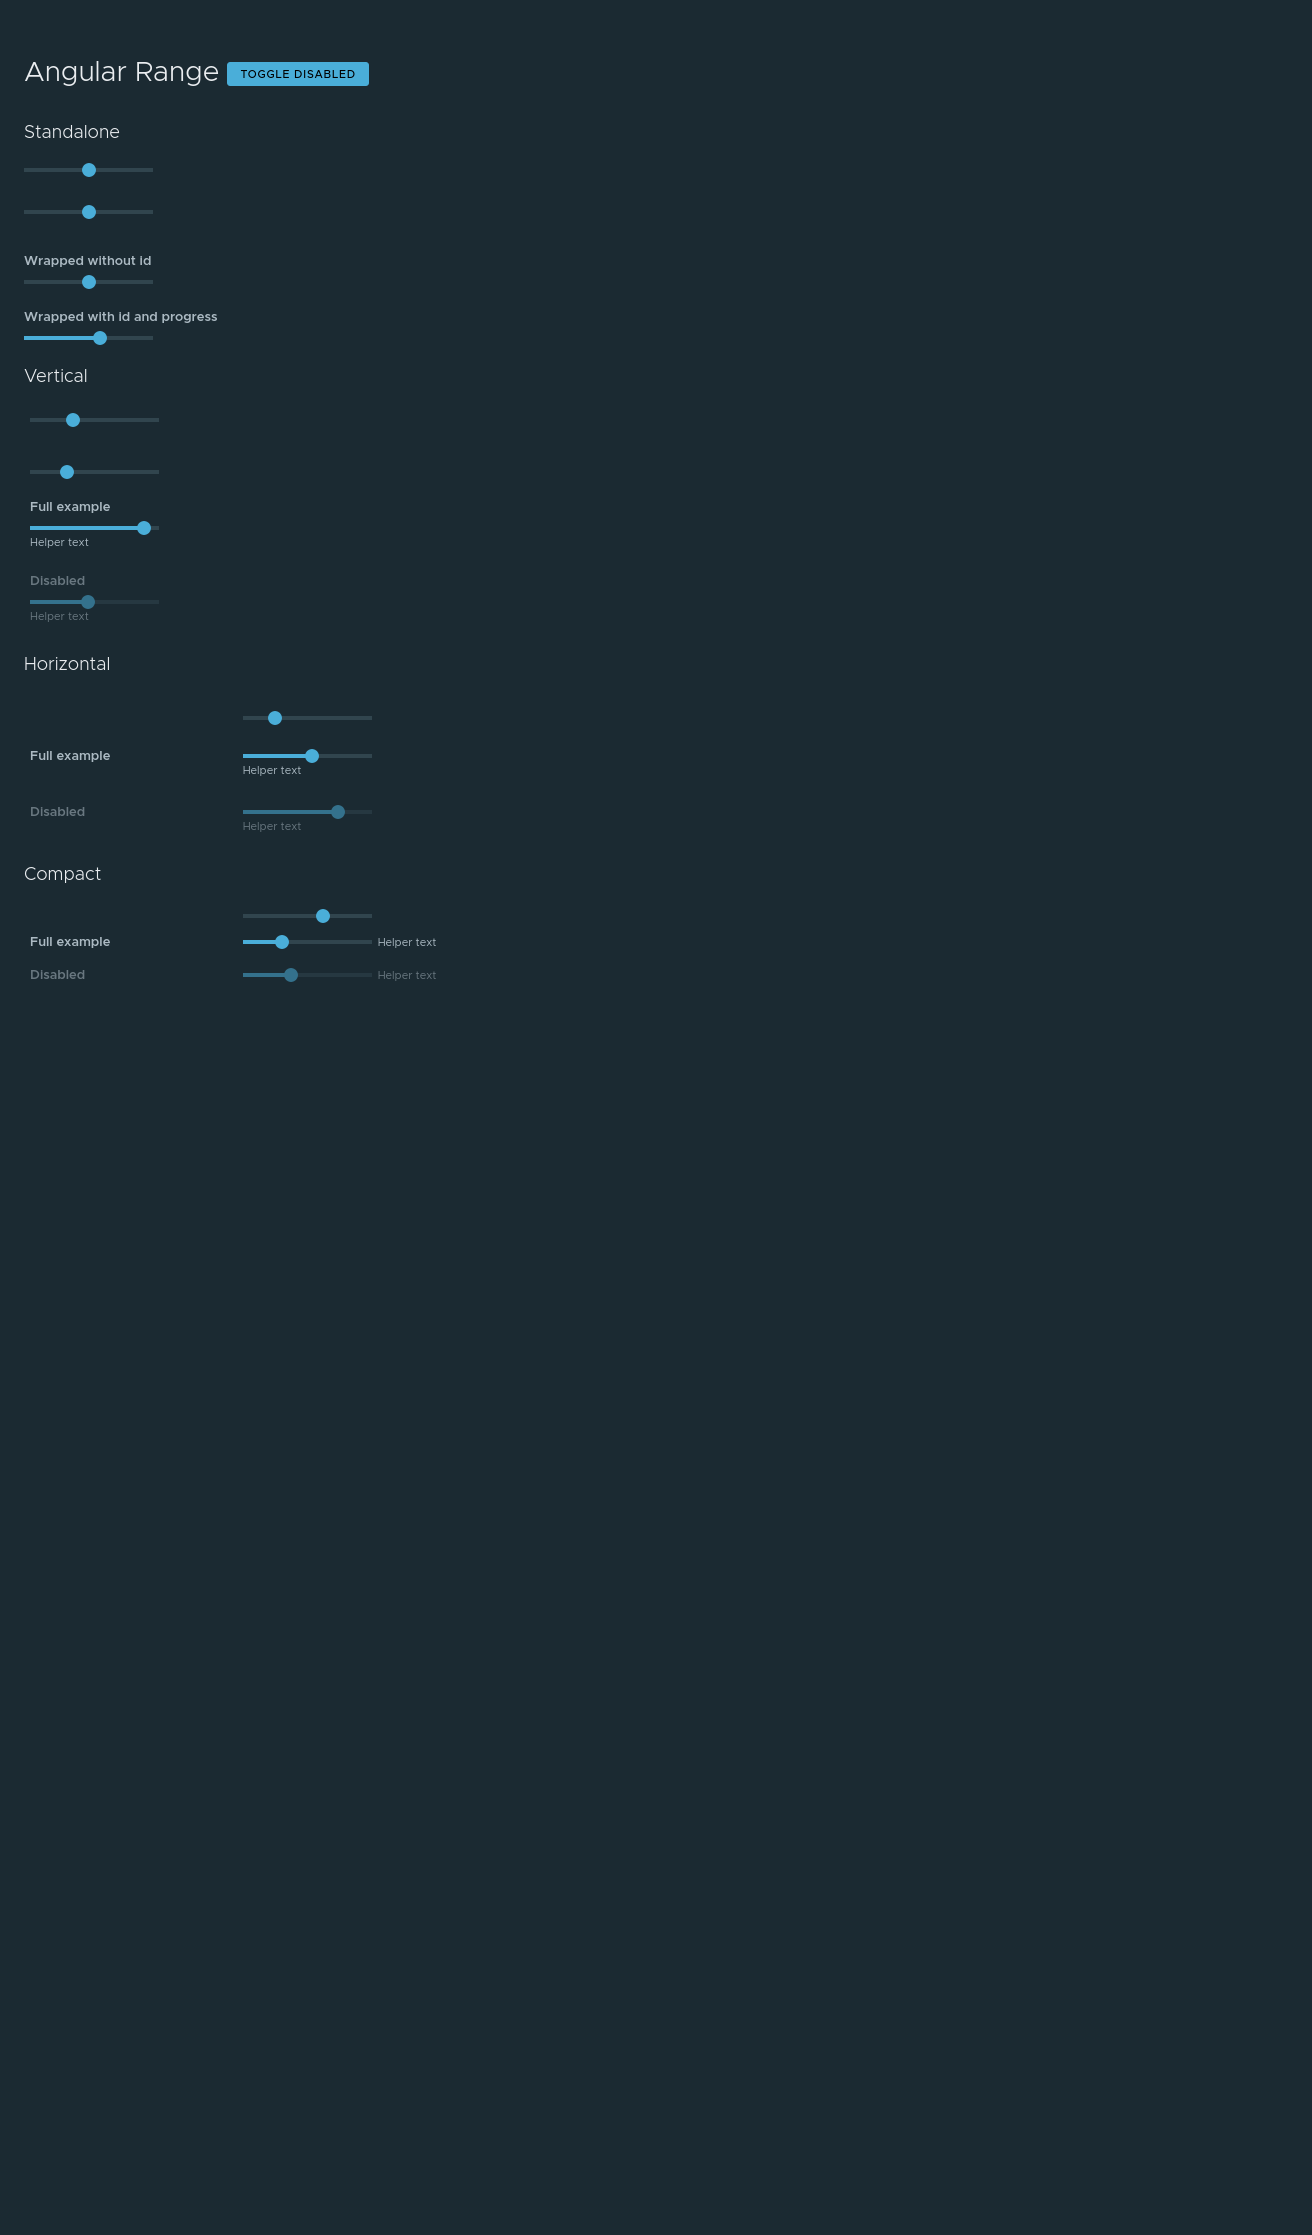 Angular Range TOGGLE DISABLED
Standalone
Wrapped without id
Wrapped with id and progress
Vertical
Full example
Helper text
Disabled
Helper text
Horizontal
Full example
Helper text
Disabled
Helper text
Compact
Full example Helper text
Disabled Helper text